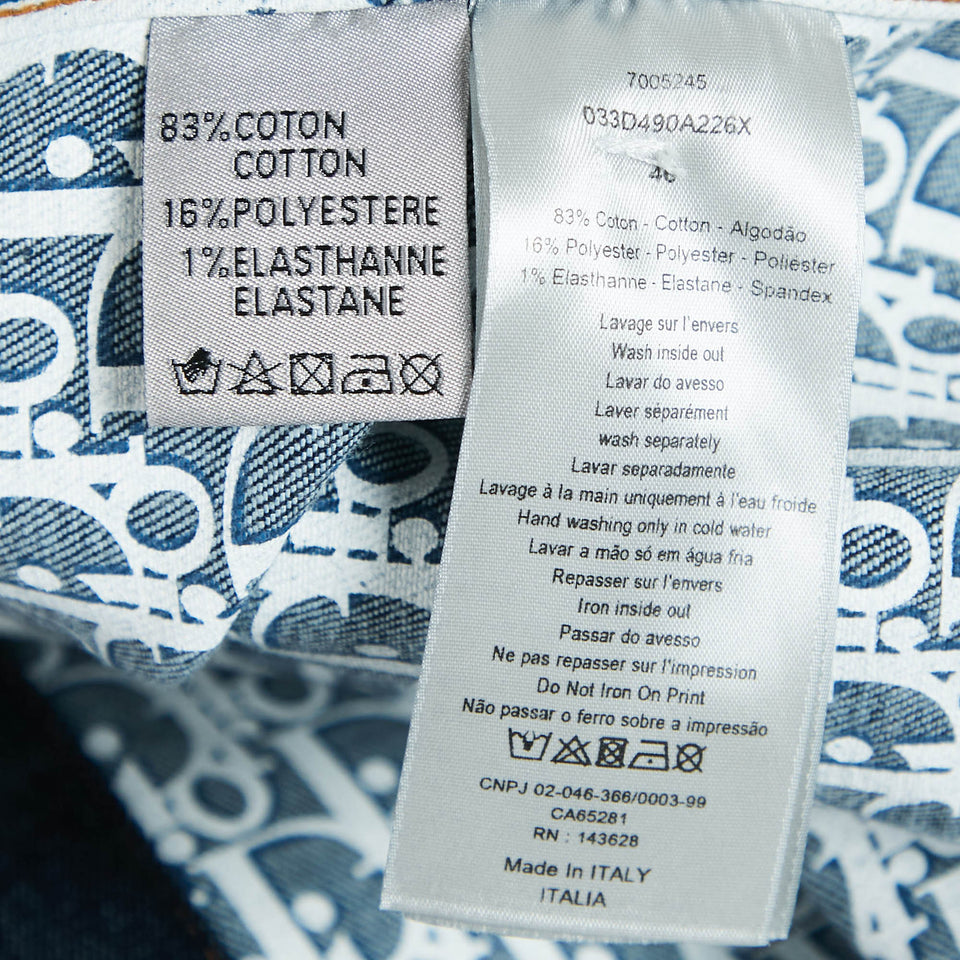 83%COTON
COTTON
16%POLYESTERE
1%ELASTHANNE
ELASTANE
7005245
033D490A226X
83% Coton - Cotton - Algodão
16% Polyester - Polyester - Poliester
1% Elasthanne - Elastane - Spandex
Lavage sur l'envers
Wash inside out
Lavar do avesso
Laver séparément
wash separately
Lavar separadamente
Lavage à la main uniquement à l'eau froide
Hand washing only in cold water
Lavar a mão só em água fria
Repasser sur l'envers
Iron inside out
Passar do avesso
Ne pas repasser sur l'impression
Do Not Iron On Print
Não passar o ferro sobre a impressão
CNPJ 02-046-366/0003-99
CA65281
RN : 143628
Made In ITALY
ITALIA